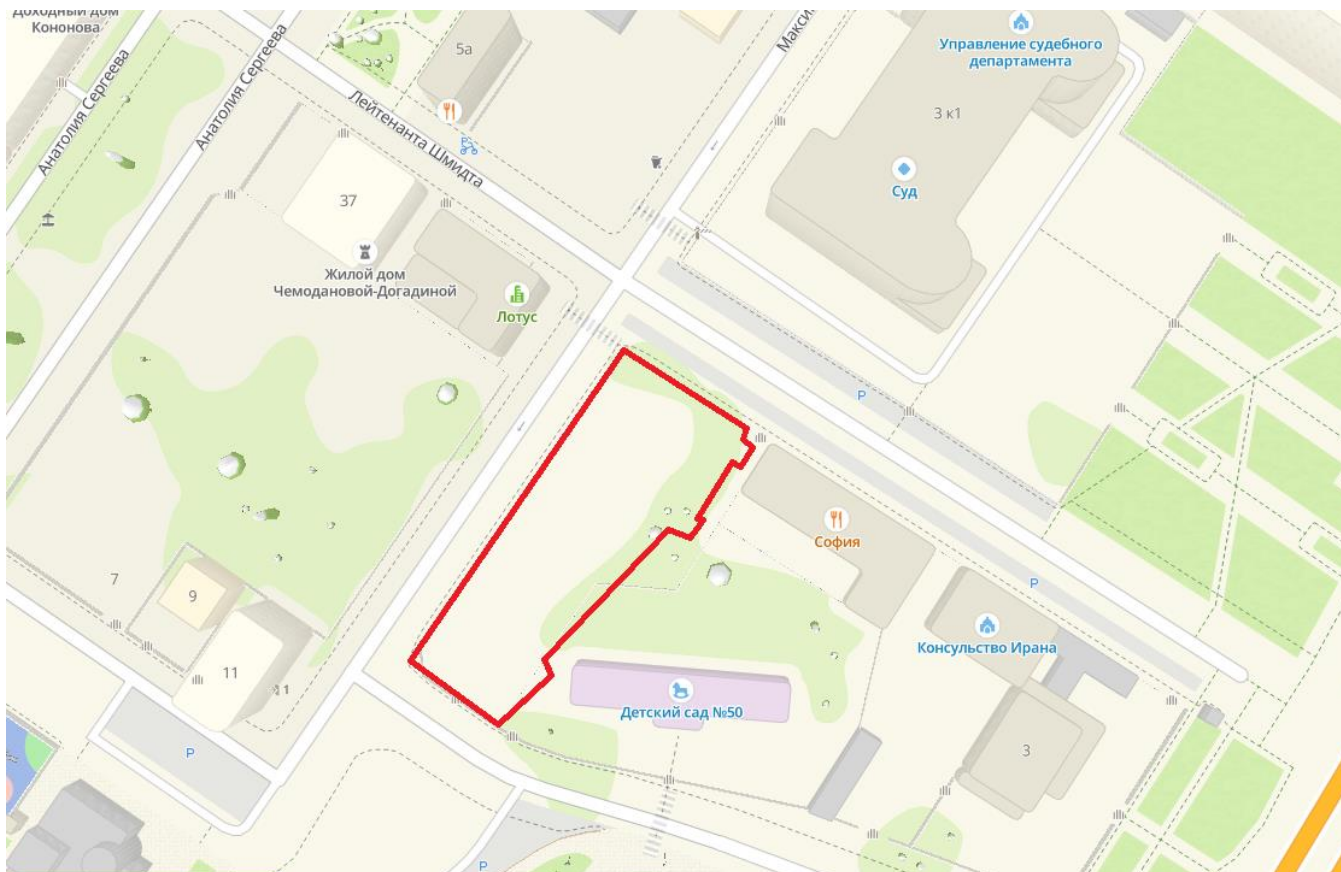 Доходный дом
Кононова
Анатолия Сергеева
Анатолия Сергеева
5а
Лейтенанта Шмидта
Управление судебного
департамента
3 к1
Суд
37
Жилой дом
Чемодановой-Догадиной
Лотус
P
София
P
7
9
11
Консульство Ирана
Детский сад №50
3
P
P